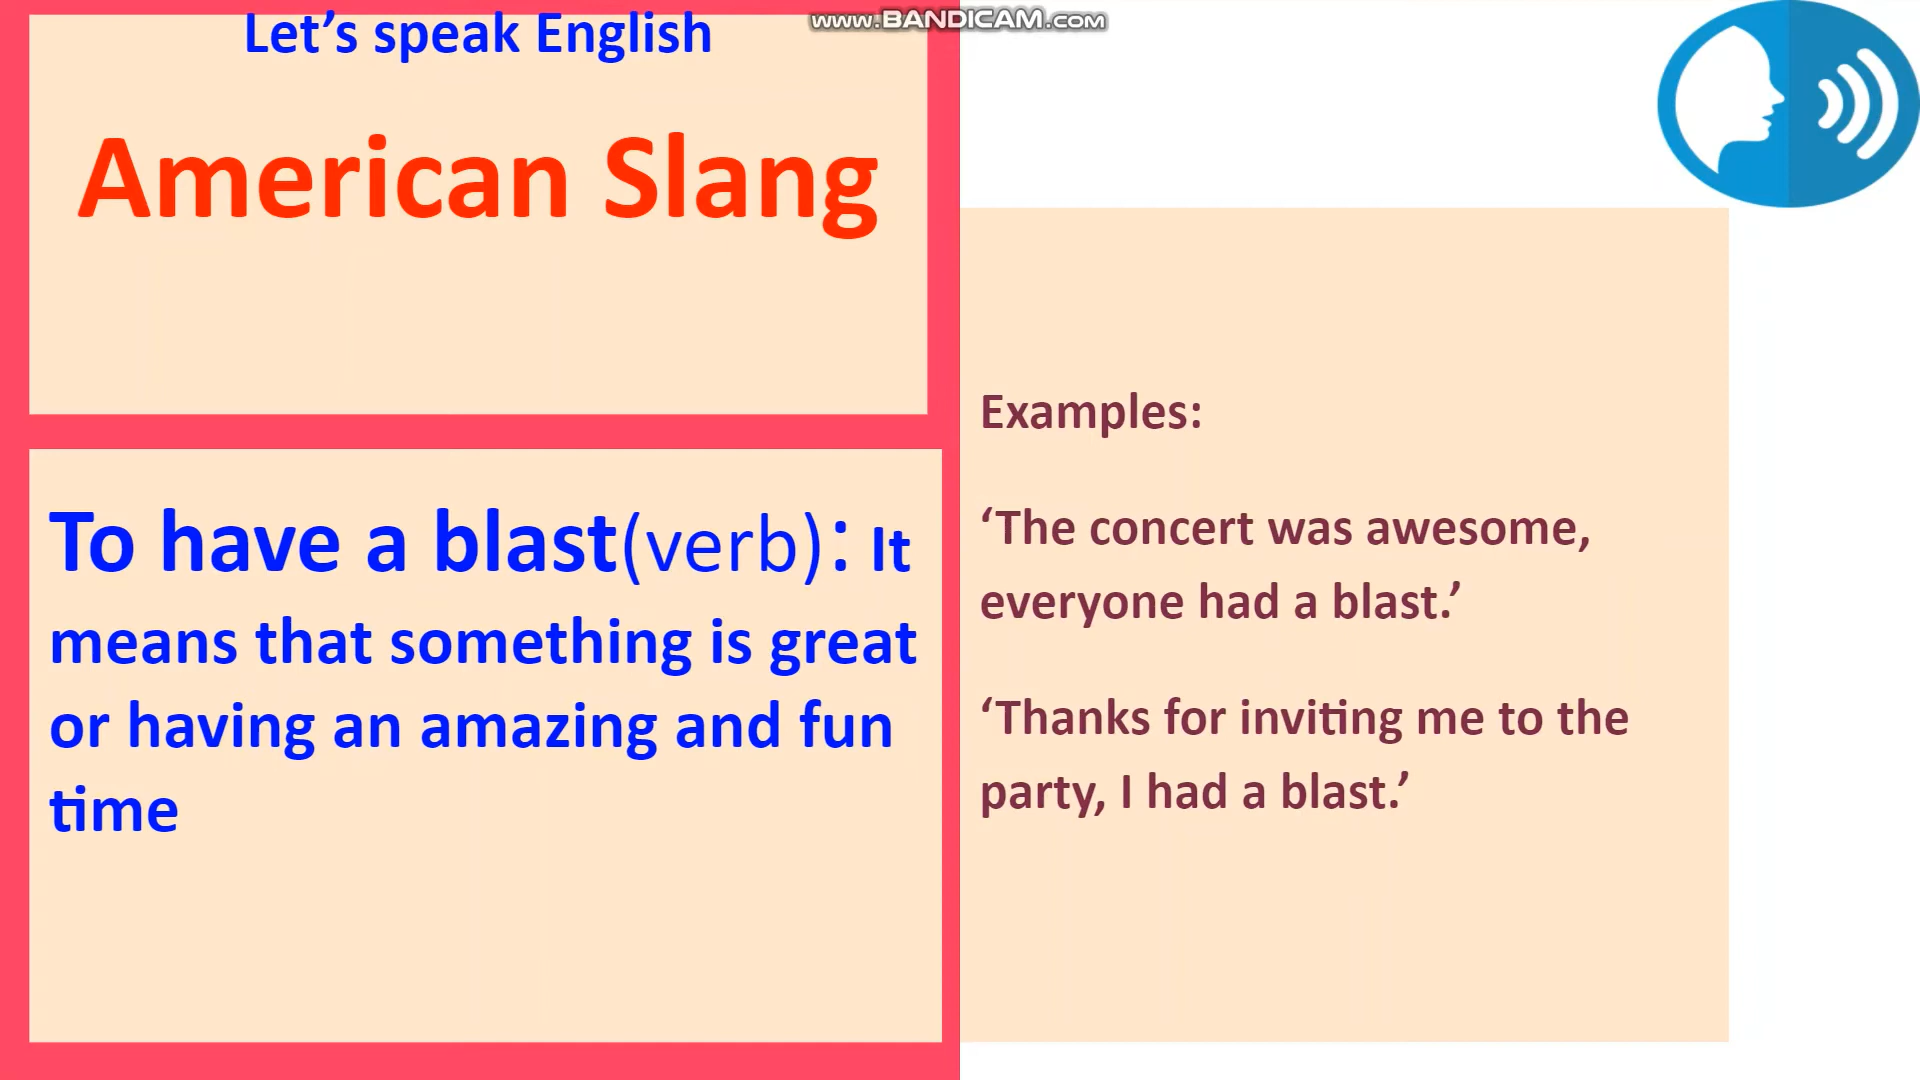 Let’s speak English
www.BANDICAM.com
American Slang
To have a blast(verb): It
means that something is great
or having an amazing and fun
time
Examples:
‘The concert was awesome,
everyone had a blast.’
‘Thanks for inviting me to the
party, I had a blast.’